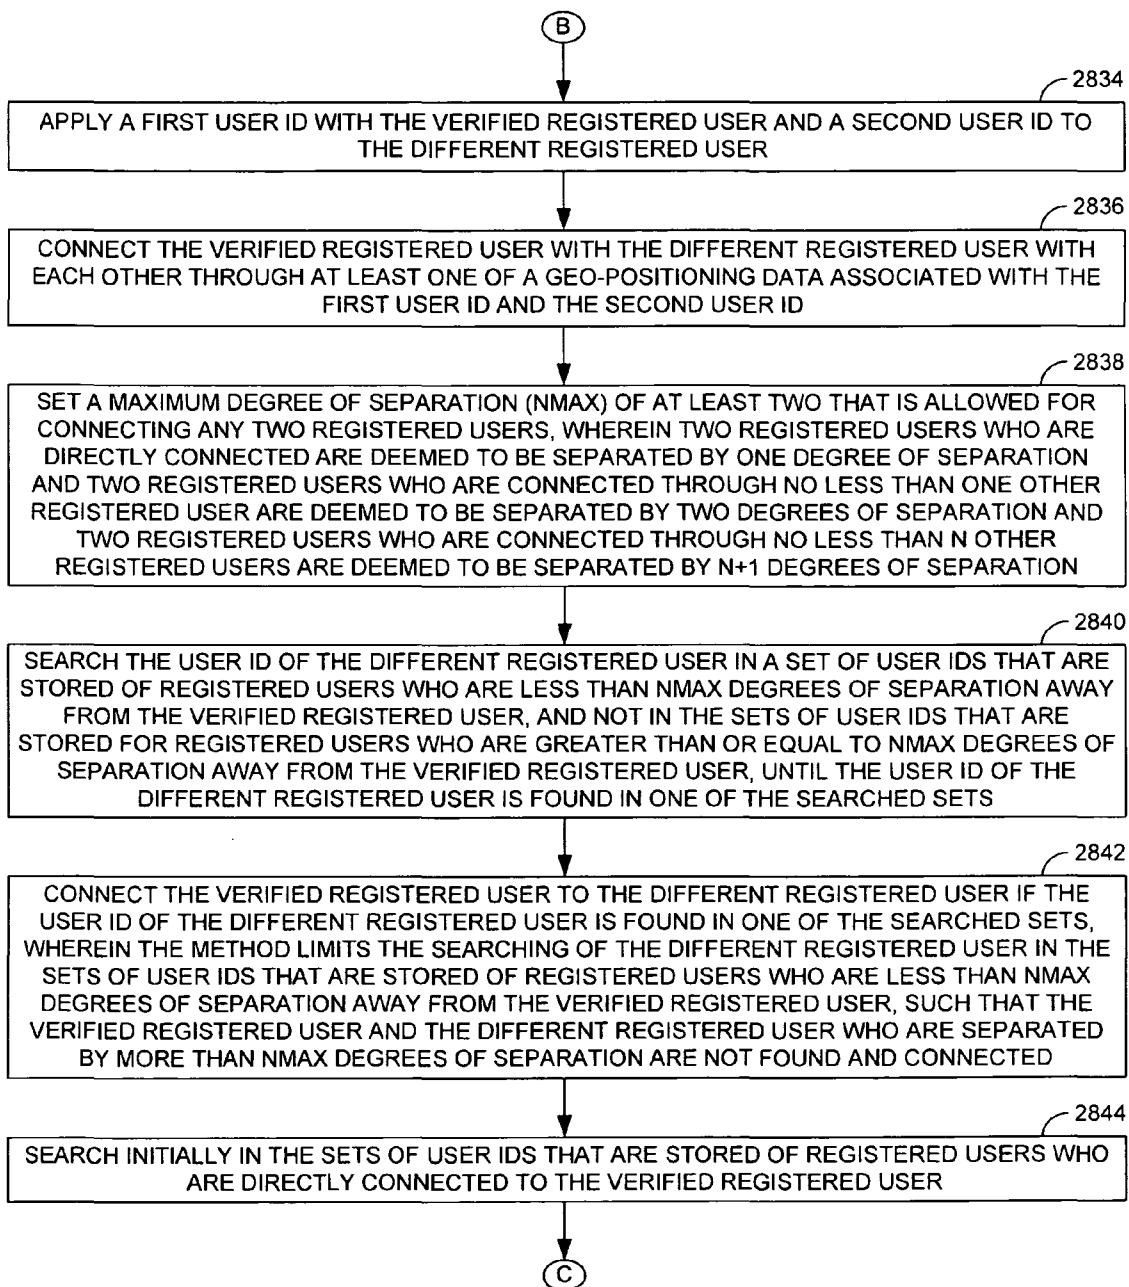 B
2834
APPLY A FIRST USER ID WITH THE VERIFIED REGISTERED USER AND A SECOND USER ID TO
THE DIFFERENT REGISTERED USER
2836
CONNECT THE VERIFIED REGISTERED USER WITH THE DIFFERENT REGISTERED USER WITH
EACH OTHER THROUGH AT LEAST ONE OF A GEO-POSITIONING DATA ASSOCIATED WITH THE
FIRST USER ID AND THE SECOND USER ID
2838
SET A MAXIMUM DEGREE OF SEPARATION (NMAX) OF AT LEAST TWO THAT IS ALLOWED FOR
CONNECTING ANY TWO REGISTERED USERS, WHEREIN TWO REGISTERED USERS WHO ARE
DIRECTLY CONNECTED ARE DEEMED TO BE SEPARATED BY ONE DEGREE OF SEPARATION
AND TWO REGISTERED USERS WHO ARE CONNECTED THROUGH NO LESS THAN ONE OTHER
REGISTERED USER ARE DEEMED TO BE SEPARATED BY TWO DEGREES OF SEPARATION AND
TWO REGISTERED USERS WHO ARE CONNECTED THROUGH NO LESS THAN N OTHER
REGISTERED USERS ARE DEEMED TO BE SEPARATED BY N+1 DEGREES OF SEPARATION
2840
SEARCH THE USER ID OF THE DIFFERENT REGISTERED USER IN A SET OF USER IDS THAT ARE
STORED OF REGISTERED USERS WHO ARE LESS THAN NMAX DEGREES OF SEPARATION AWAY
FROM THE VERIFIED REGISTERED USER, AND NOT IN THE SETS OF USER IDS THAT ARE
STORED FOR REGISTERED USERS WHO ARE GREATER THAN OR EQUAL TO NMAX DEGREES OF
SEPARATION AWAY FROM THE VERIFIED REGISTERED USER, UNTIL THE USER ID OF THE
DIFFERENT REGISTERED USER IS FOUND IN ONE OF THE SEARCHED SETS
2842
CONNECT THE VERIFIED REGISTERED USER TO THE DIFFERENT REGISTERED USER IF THE
USER ID OF THE DIFFERENT REGISTERED USER IS FOUND IN ONE OF THE SEARCHED SETS,
WHEREIN THE METHOD LIMITS THE SEARCHING OF THE DIFFERENT REGISTERED USER IN THE
SETS OF USER IDS THAT ARE STORED OF REGISTERED USERS WHO ARE LESS THAN NMAX
DEGREES OF SEPARATION AWAY FROM THE VERIFIED REGISTERED USER, SUCH THAT THE
VERIFIED REGISTERED USER AND THE DIFFERENT REGISTERED USER WHO ARE SEPARATED
BY MORE THAN NMAX DEGREES OF SEPARATION ARE NOT FOUND AND CONNECTED
2844
SEARCH INITIALLY IN THE SETS OF USER IDS THAT ARE STORED OF REGISTERED USERS WHO
ARE DIRECTLY CONNECTED TO THE VERIFIED REGISTERED USER
C